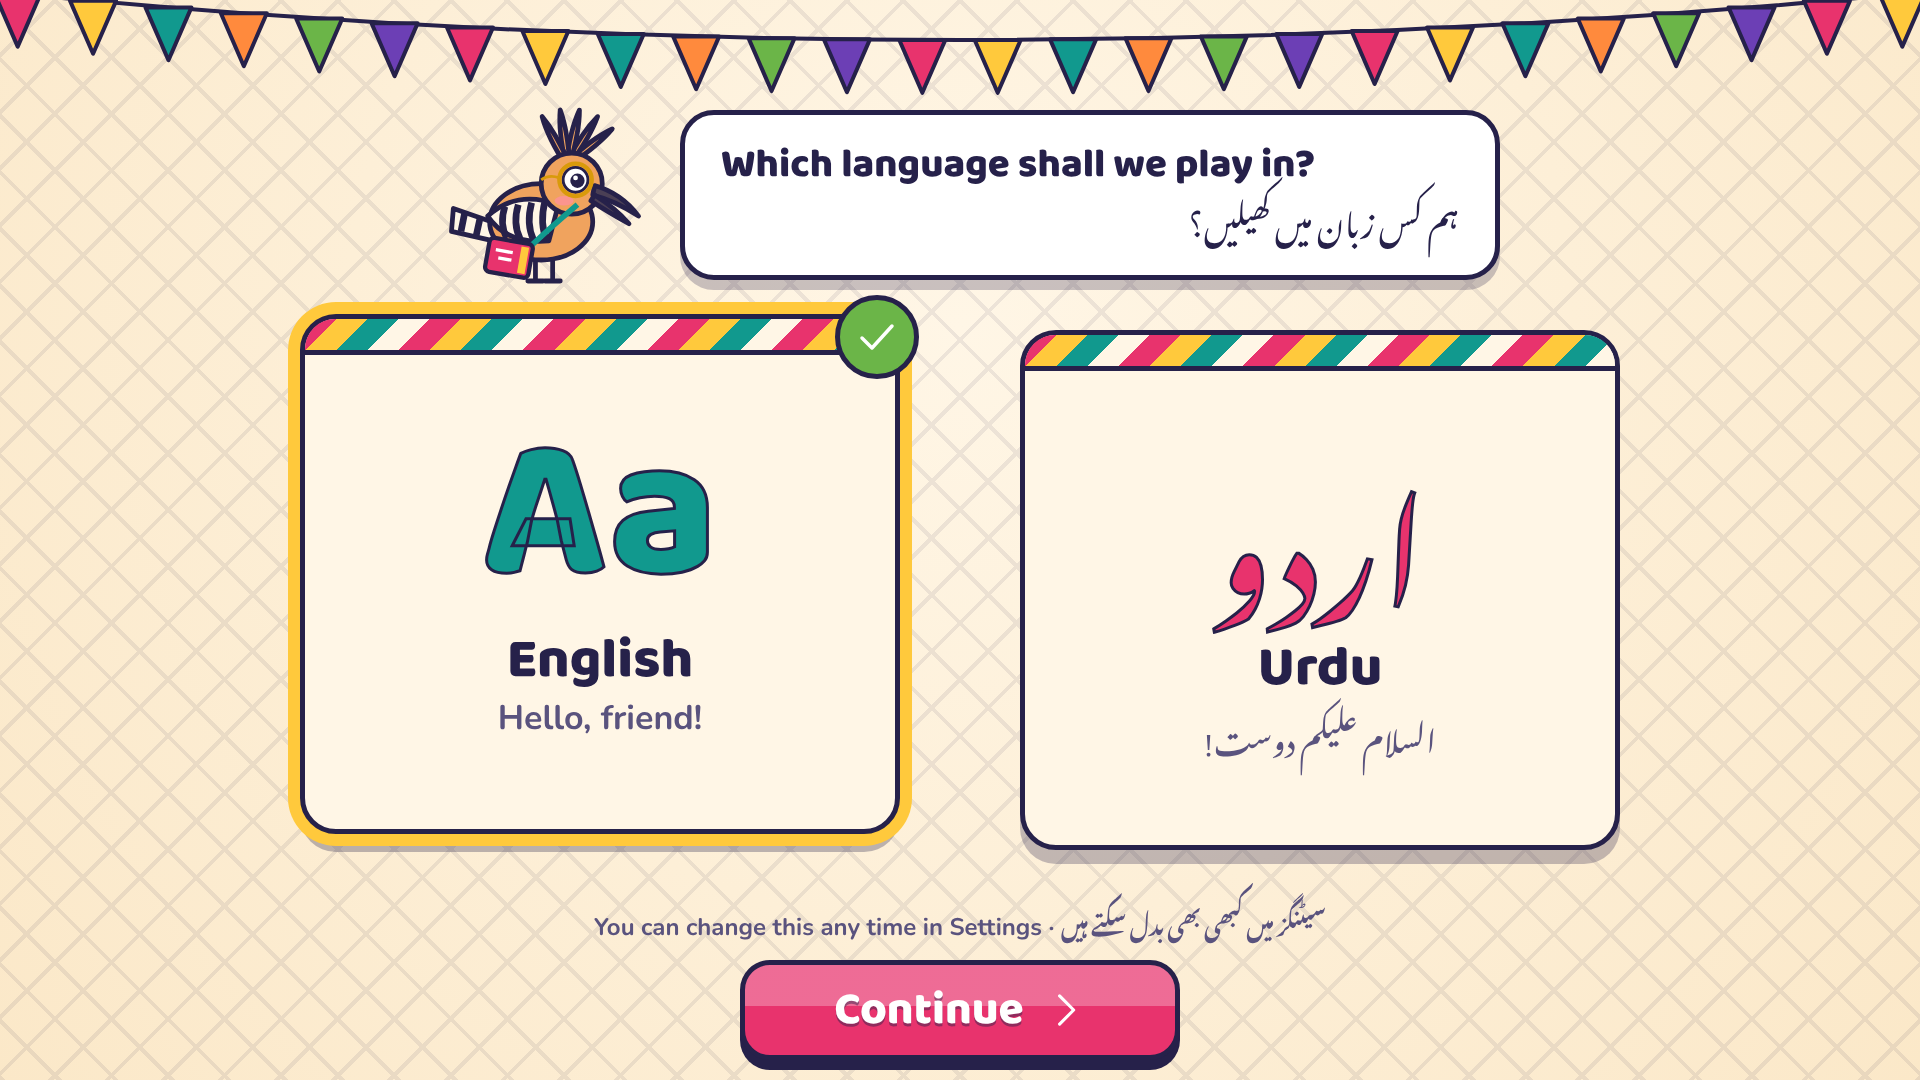 Which language shall we play in?
ہم کس زبان میں کھیلیں؟
Aa
English
Hello, friend!
اردو
Urdu
السلام علیکم دوست!
You can change this any time in Settings · سیٹنگز میں کبھی بھی بدل سکتے ہیں
Continue